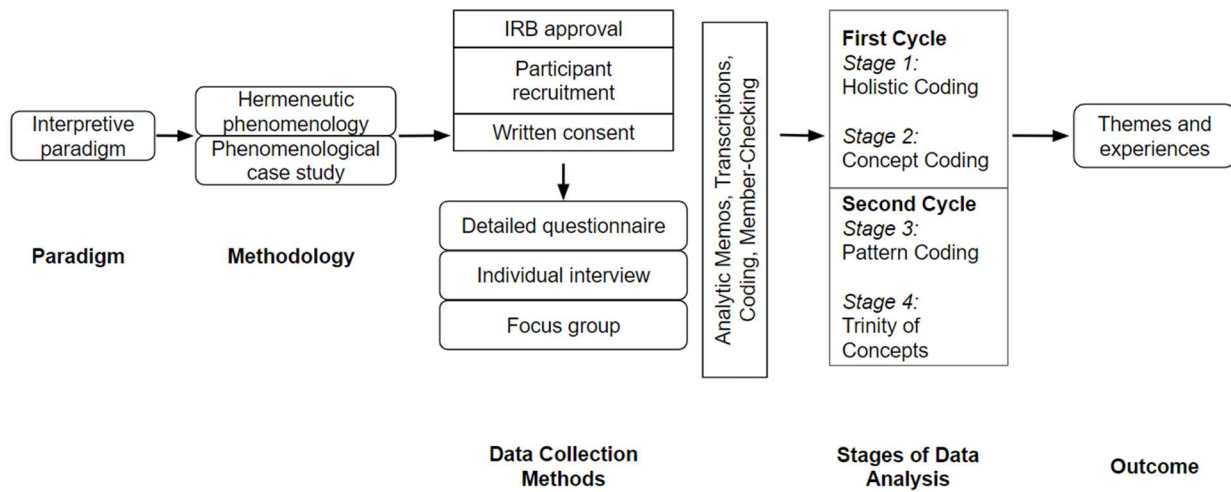 Interpretive
paradigm
Paradigm
Hermeneutic
phenomenology
Phenomenological
case study
Methodology
IRB approval
Participant
recruitment
Written consent
Detailed questionnaire
Individual interview
Focus group
Data Collection
Methods
Analytic Memos, Transcriptions,
Coding, Member-Checking
First Cycle
Stage 1:
Holistic Coding
Stage 2:
Concept Coding
Second Cycle
Stage 3:
Pattern Coding
Stage 4:
Trinity of
Concepts
Stages of Data
Analysis
Themes and
experiences
Outcome